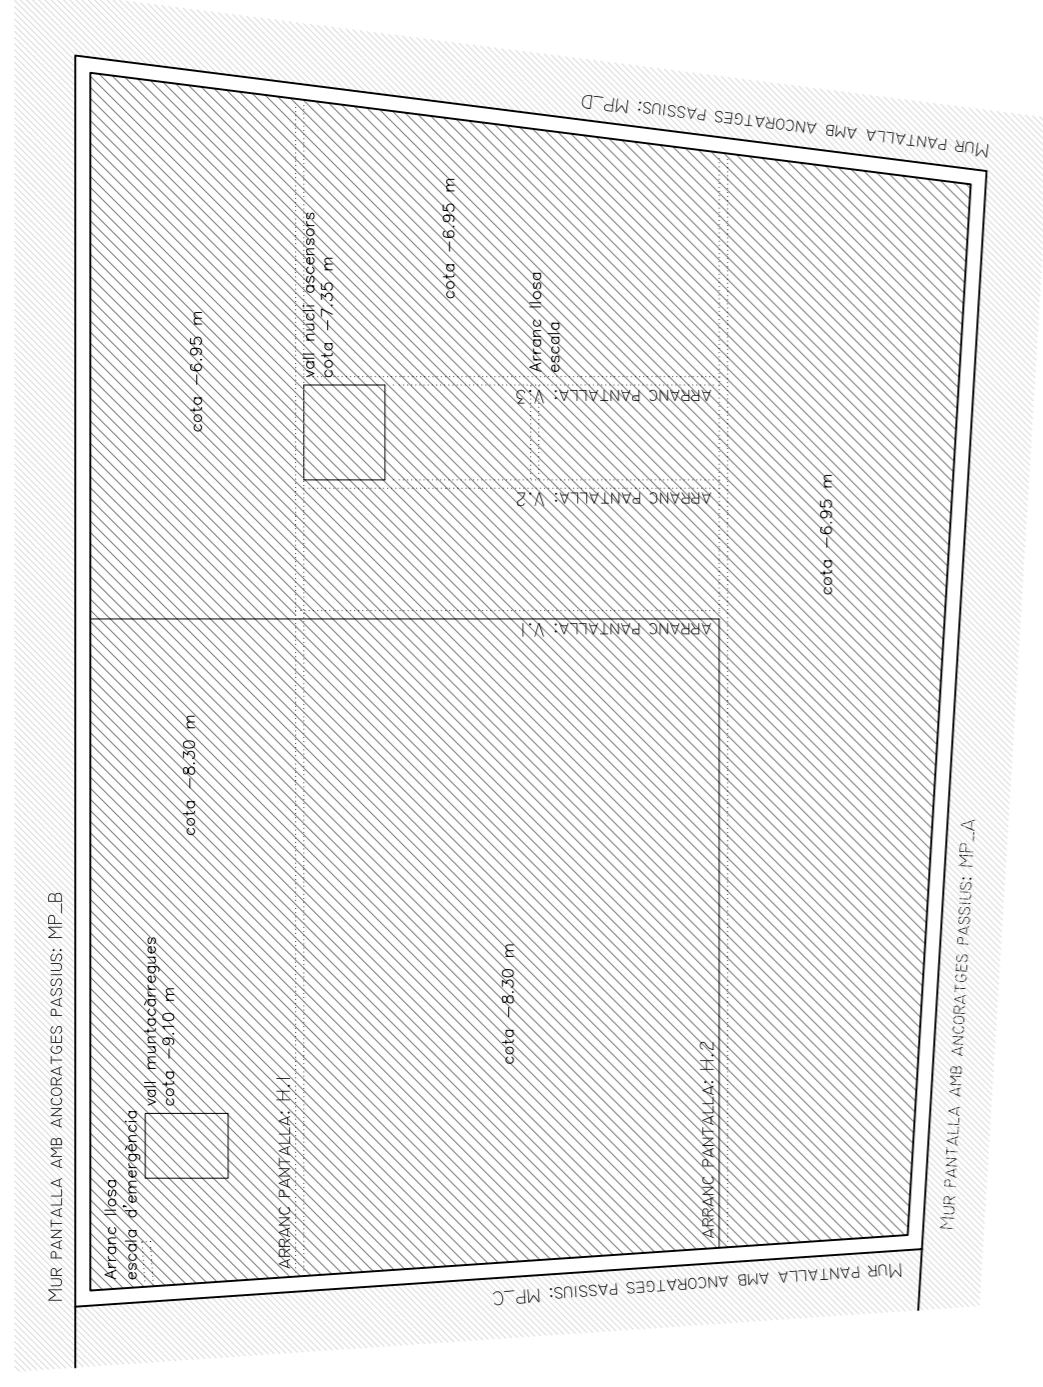 MUR PANTALLA AMB ANCORATGES PASSIUS: MP_D
MUR PANTALLA AMB ANCORATGES PASSIUS: MP_B
cota -6.95 m
vall nucli ascensors
cota -7.35 m
cota -6.95 m
Arranc llosa
escala
ARRANC PANTALLA: V.3
ARRANC PANTALLA: V.2
ARRANC PANTALLA: V.1
cota -6.95 m
cota -8.30 m
cota -8.30 m
vall muntacàrregues
cota -9.10 m
Arranc llosa
escala d'emergència
ARRANC PANTALLA: H.1
ARRANC PANTALLA: H.2
MUR PANTALLA AMB ANCORATGES PASSIUS: MP_A
MUR PANTALLA AMB ANCORATGES PASSIUS: MP_C